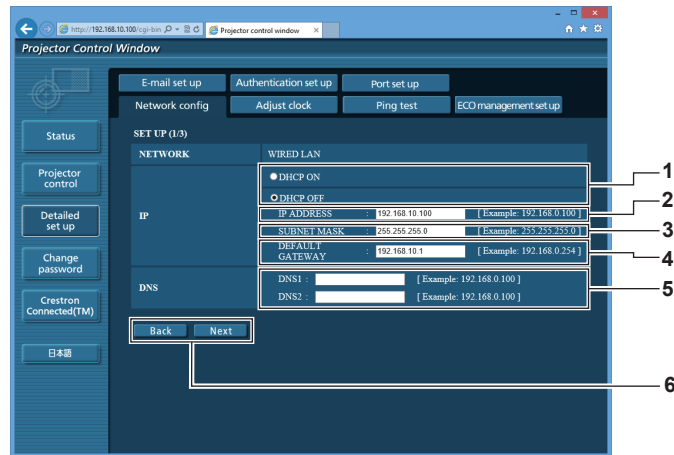 http://192.168.10.100/cgi-bin
Projector control window
Projector Control Window
E-mail set up Authentication set up Port set up
Network config Adjust clock Ping test ECO management set up
Status
Projector
control
Detailed
set up
Change
password
Crestron
Connected(TM)
日本語
SET UP (1/3)
NETWORK WIRED LAN
IP
DHCP ON
DHCP OFF
IP ADDRESS : 192.168.10.100 [ Example: 192.168.0.100 ]
SUBNET MASK : 255.255.255.0 [ Example: 255.255.255.0 ]
DEFAULT
GATEWAY : 192.168.10.1 [ Example: 192.168.0.254 ]
DNS
DNS1 : [ Example: 192.168.0.100 ]
DNS2 : [ Example: 192.168.0.100 ]
Back Next
1
2
3
4
5
6